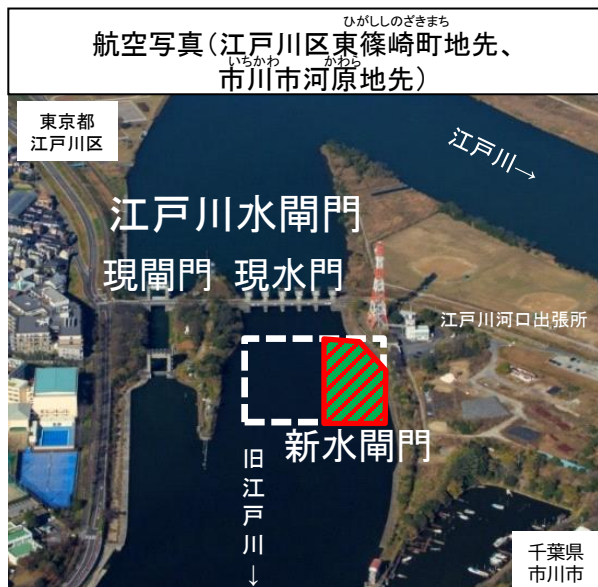 ひがししのざきまち
航空写真（江戸川区東篠崎町地先、
いちかわ かわら
市川市河原地先）
東京都
江戸川区
江戸川→
江戸川水閘門
現閘門 現水門
江戸川河口出張所
新水閘門
旧江戸川→
千葉県
市川市